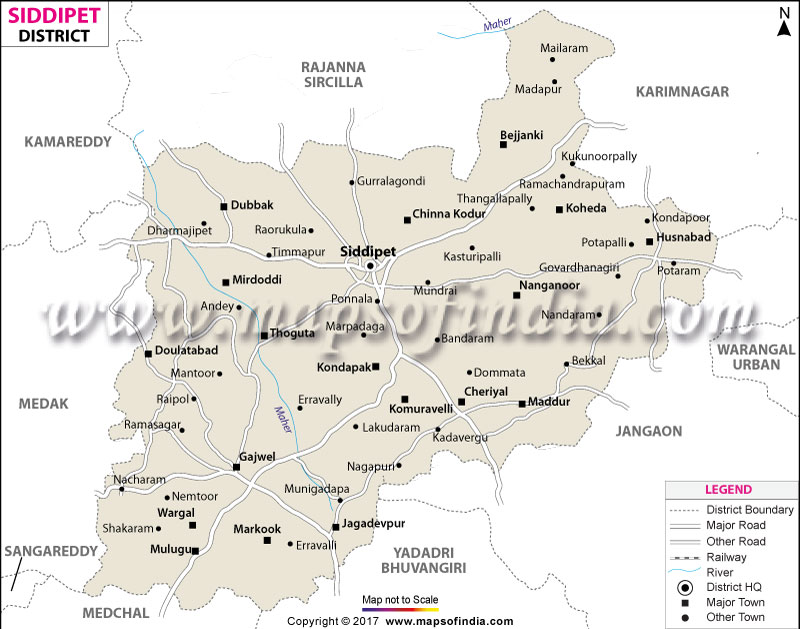 SIDDIPET
DISTRICT
N
Maher
Mailaram
Madapur
RAJANNA
SIRCILLA
KARIMNAGAR
KAMAREDDY
Bejjanki
Kukunoorpally
Ramachandrapuram
Gurralagondi
Thangallapally
Koheda
Dubbak
Chinna Kodur
Kondapoor
Dharmajipet
Raorukula
Husnabad
Potapalli
Siddipet
Timmapur
Kasturipalli
Govardhanagiri
Potaram
Mirdoddi
Mundrai
Nanganoor
Ponnala
Andey
Nandaram
www.mapsofindia.com
Marpadaga
Thoguta
Bandaram
Doulatabad
WARANGAL
URBAN
Bekkal
Kondapak
Mantoor
Dommata
Cheriyal
MEDAK
Raipol
Erravally
Komuravelli
Maddur
Maher
Ramasagar
Lakudaram
Kadavergu
JANGAON
Gajwel
Nagapuri
Nacharam
Munigadapa
Nemtoor
Wargal
Shakaram
Markook
Jagadevpur
Mulugu
Erravalli
SANGAREDDY
YADADRI
BHUVANGIRI
MEDCHAL
LEGEND
District Boundary
Major Road
Other Road
Railway
River
District HQ
Major Town
Other Town
Map not to Scale
Copyright © 2017 www.mapsofindia.com